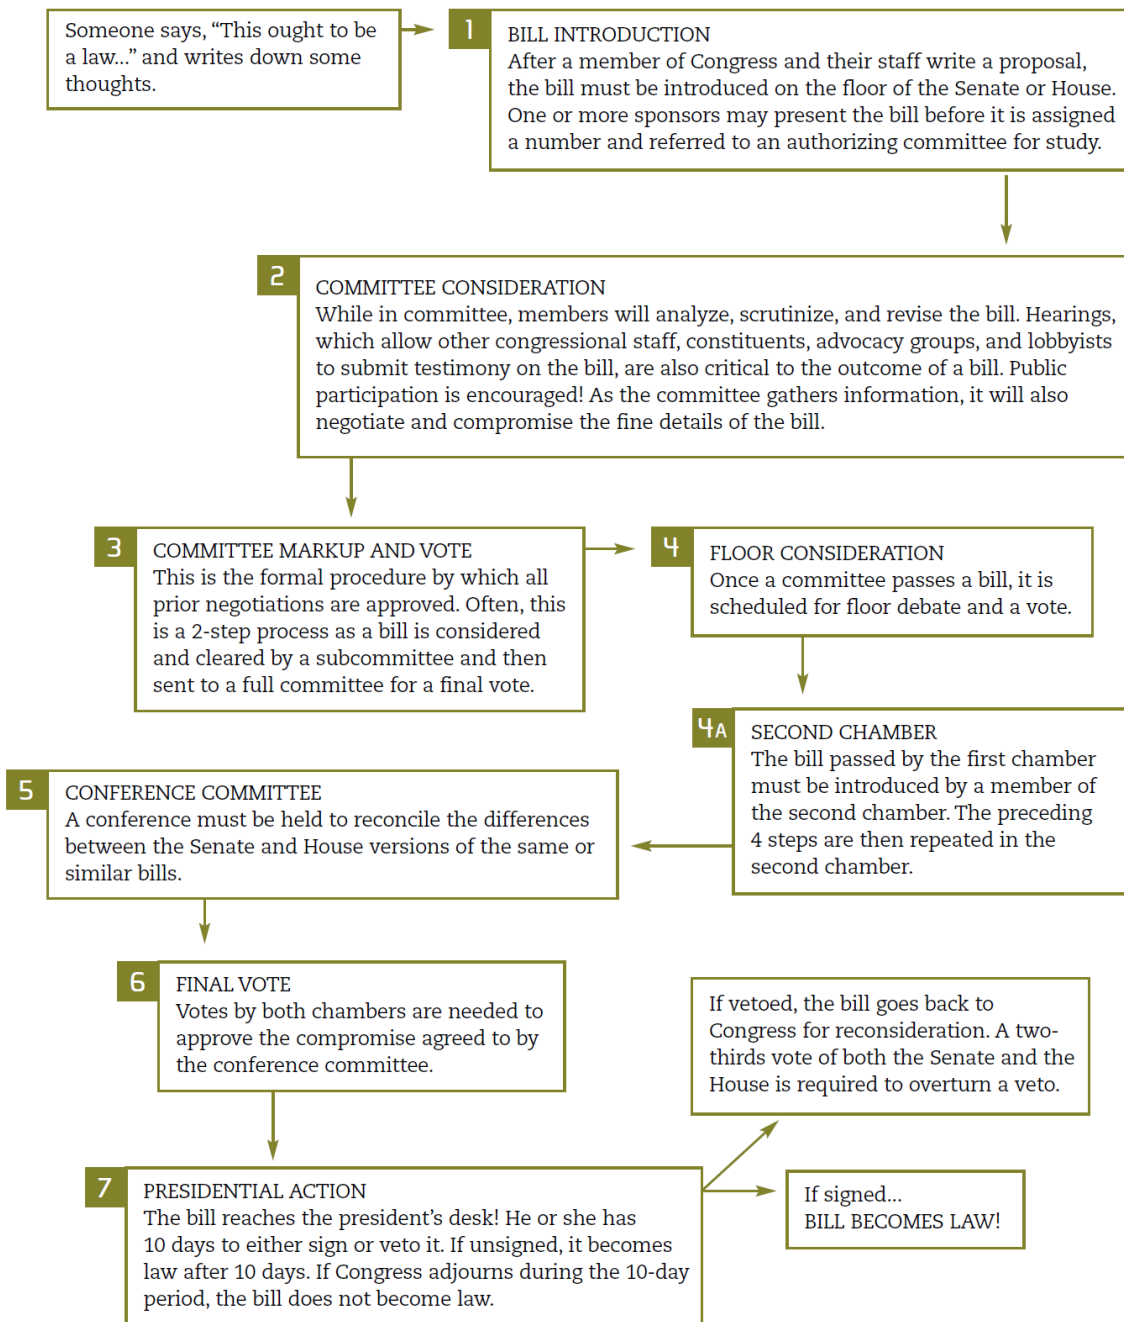 Someone says, “This ought to be
a law...” and writes down some
thoughts.
1
BILL INTRODUCTION
After a member of Congress and their staff write a proposal,
the bill must be introduced on the floor of the Senate or House.
One or more sponsors may present the bill before it is assigned
a number and referred to an authorizing committee for study.
2
COMMITTEE CONSIDERATION
While in committee, members will analyze, scrutinize, and revise the bill. Hearings,
which allow other congressional staff, constituents, advocacy groups, and lobbyists
to submit testimony on the bill, are also critical to the outcome of a bill. Public
participation is encouraged! As the committee gathers information, it will also
negotiate and compromise the fine details of the bill.
3
COMMITTEE MARKUP AND VOTE
This is the formal procedure by which all
prior negotiations are approved. Often, this
is a 2-step process as a bill is considered
and cleared by a subcommittee and then
sent to a full committee for a final vote.
4
FLOOR CONSIDERATION
Once a committee passes a bill, it is
scheduled for floor debate and a vote.
4A
SECOND CHAMBER
The bill passed by the first chamber
must be introduced by a member of
the second chamber. The preceding
4 steps are then repeated in the
second chamber.
5
CONFERENCE COMMITTEE
A conference must be held to reconcile the differences
between the Senate and House versions of the same or
similar bills.
6
FINAL VOTE
Votes by both chambers are needed to
approve the compromise agreed to by
the conference committee.
7
PRESIDENTIAL ACTION
The bill reaches the president’s desk! He or she has
10 days to either sign or veto it. If unsigned, it becomes
law after 10 days. If Congress adjourns during the 10-day
period, the bill does not become law.
If vetoed, the bill goes back to
Congress for reconsideration. A two-
thirds vote of both the Senate and the
House is required to overturn a veto.
If signed...
BILL BECOMES LAW!